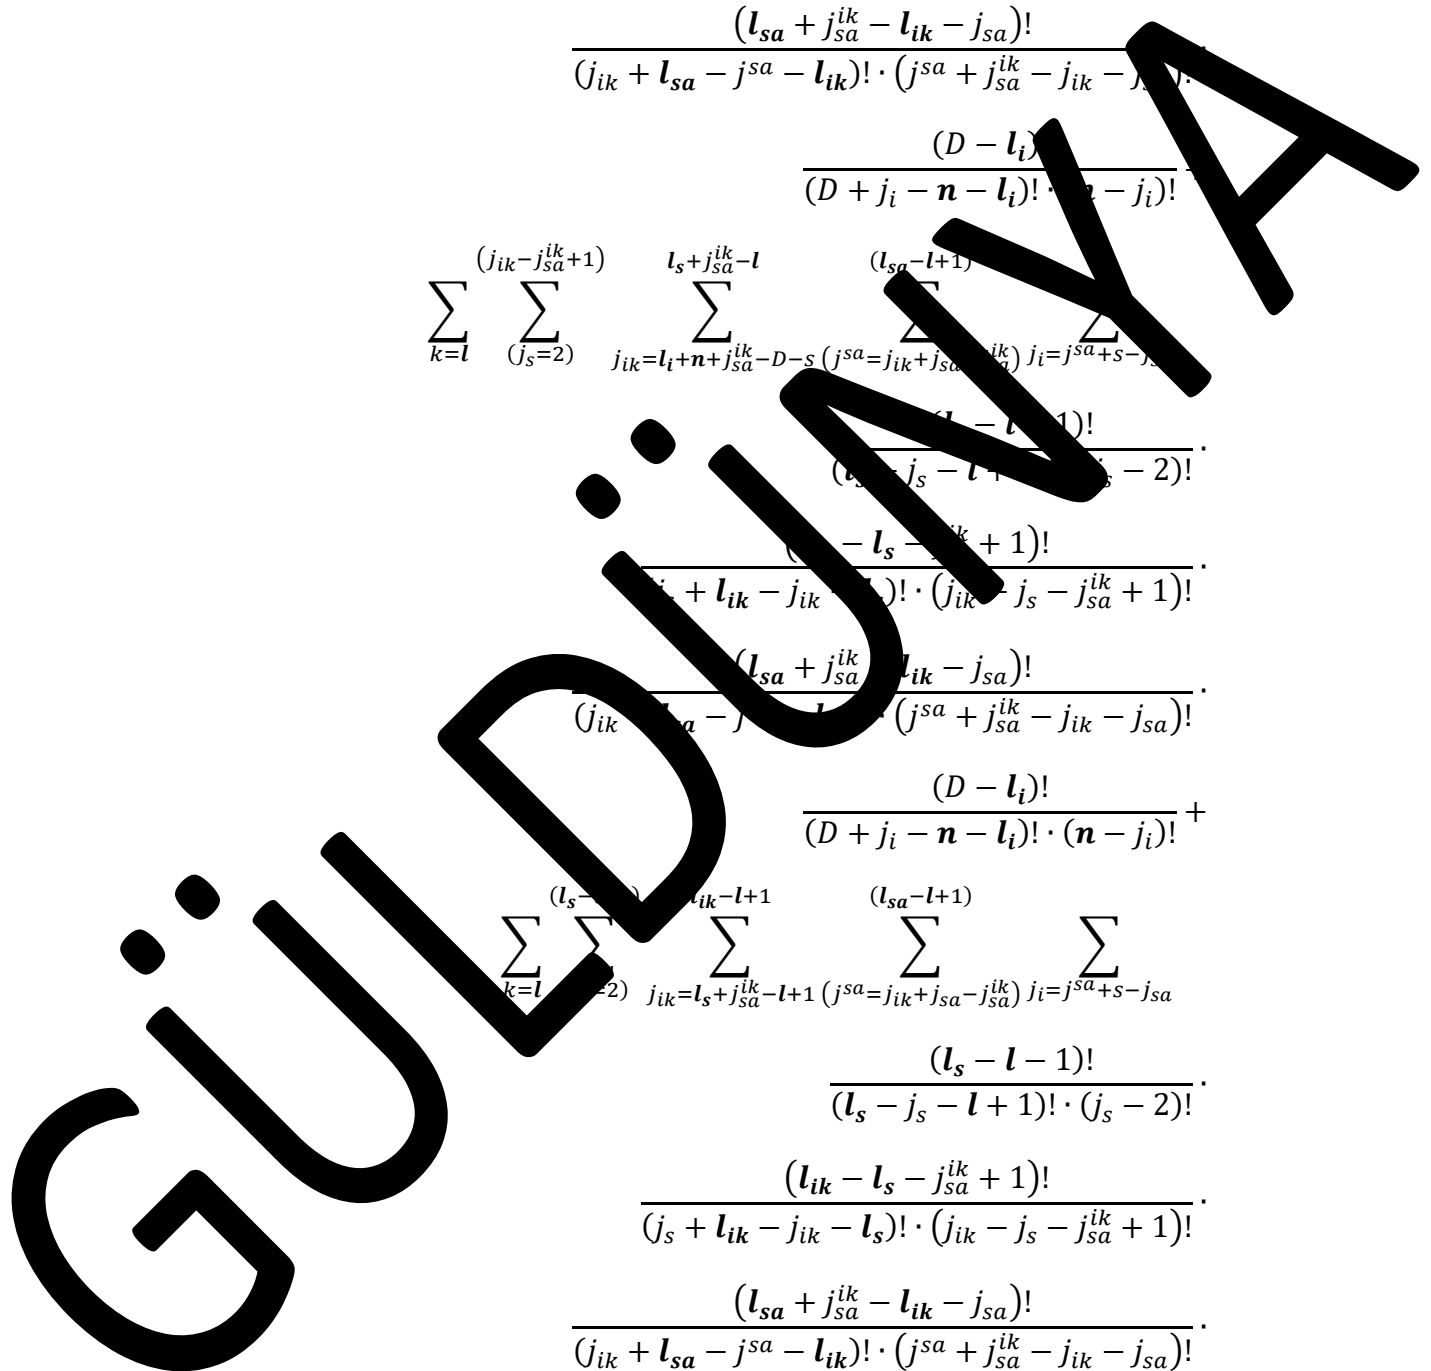 (l_sa + j_sa^ik − l_ik − j_sa)!
(j_ik + l_sa − j^sa − l_ik)! · (j^sa + j_sa^ik − j_ik − )! ·
(D − l_i)
(D + j_i − n − l_i)! · − j_i)!
(j_ik−j_sa^ik+1) l_s+j_sa^ik−l (l_sa−l+1)
∑ ∑ ∑ ∑ ∑
k=l (j_s=2) j_ik=l_i+n+j_sa^ik−D−s (j^sa=j_ik+j_sa ) j_i=j^sa+s−
− l 1)!
j_s − l − 2)! ·
− l_s + 1)!
+ l_ik − j_ik )! · (j_ik − j_s − j_sa^ik + 1)! ·
(l_sa + j_sa^ik l_ik − j_sa)!
(j_ik − · (j^sa + j_sa^ik − j_ik − j_sa)! ·
(D − l_i)!
(D + j_i − n − l_i)! · (n − j_i)! +
(l_s− l_ik−l+1 (l_sa−l+1)
∑ ∑ ∑ ∑ ∑
k=l =2) j_ik=l_s+j_sa^ik−l+1 (j^sa=j_ik+j_sa−j_sa^ik) j_i=j^sa+s−j_sa
(l_s − l − 1)!
(l_s − j_s − l + 1)! · (j_s − 2)! ·
(l_ik − l_s − j_sa^ik + 1)!
(j_s + l_ik − j_ik − l_s)! · (j_ik − j_s − j_sa^ik + 1)! ·
(l_sa + j_sa^ik − l_ik − j_sa)!
(j_ik + l_sa − j^sa − l_ik)! · (j^sa + j_sa^ik − j_ik − j_sa)! ·
GÜLDÜNYA